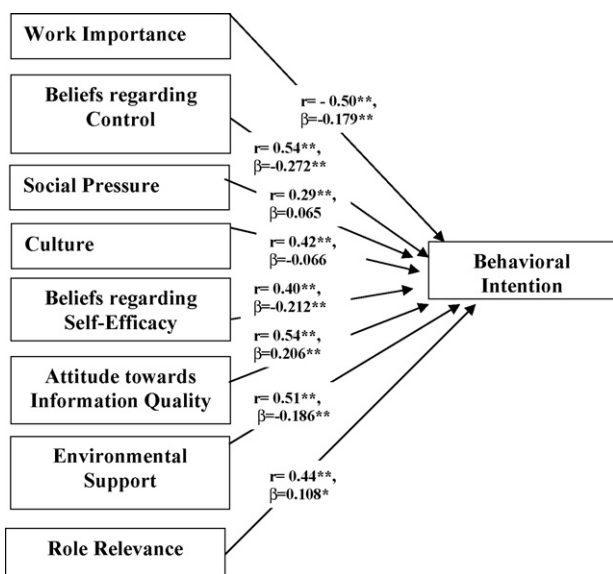 Work Importance
r= - 0.50**,
β=-0.179**
Beliefs regarding
Control
r= 0.54**,
β=-0.272**
Social Pressure
r= 0.29**,
β=0.065
Culture
r= 0.42**,
β=-0.066
Behavioral
Intention
Beliefs regarding
Self-Efficacy
r= 0.40**,
β=-0.212**
Attitude towards
Information Quality
r= 0.54**,
β=0.206**
Environmental
Support
r= 0.51**,
β=-0.186**
Role Relevance
r= 0.44**,
β=0.108*